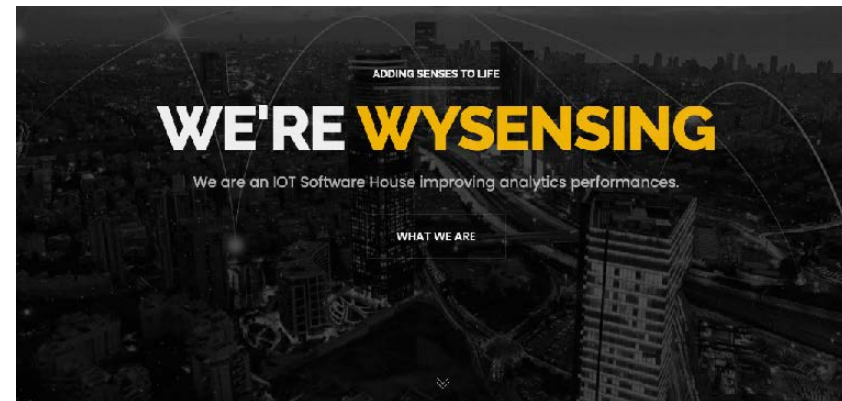 ADDING SENSES TO LIFE
WE'RE WYSENSING
We are an IOT Software House improving analytics performances.
WHAT WE ARE